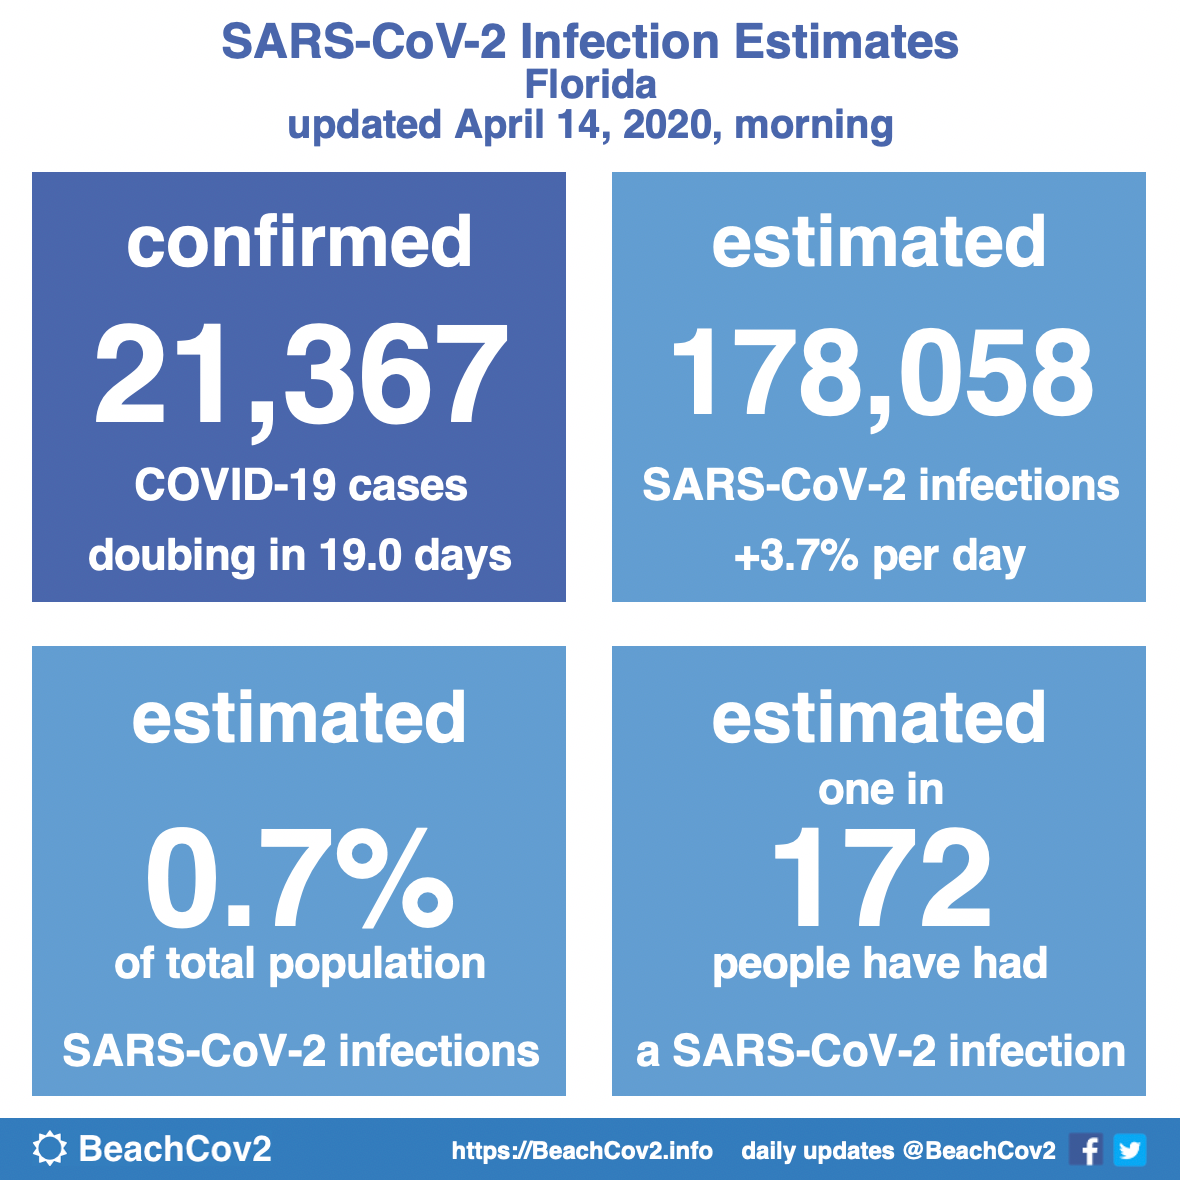 SARS-CoV-2 Infection Estimates
Florida
updated April 14, 2020, morning
confirmed
21,367
COVID-19 cases
doubing in 19.0 days
estimated
178,058
SARS-CoV-2 infections
+3.7% per day
estimated
0.7%
of total population
SARS-CoV-2 infections
estimated
one in
172
people have had
a SARS-CoV-2 infection
BeachCov2
https://BeachCov2.info daily updates @BeachCov2